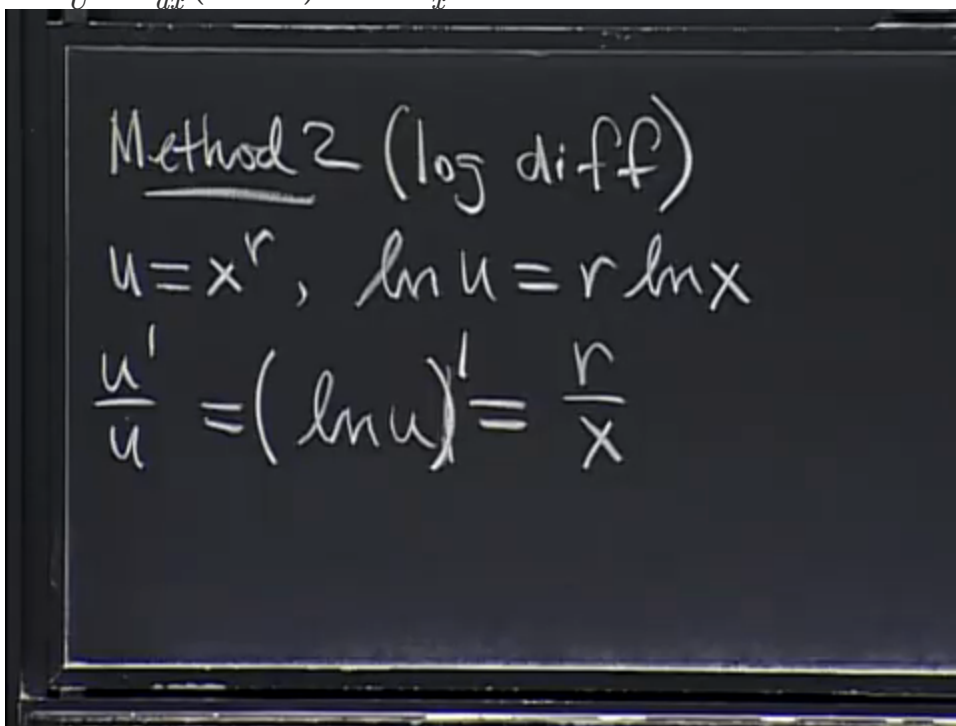 Method 2 (log diff)
u = x^r, ln u = r ln x
u'/u = (ln u)' = r/x